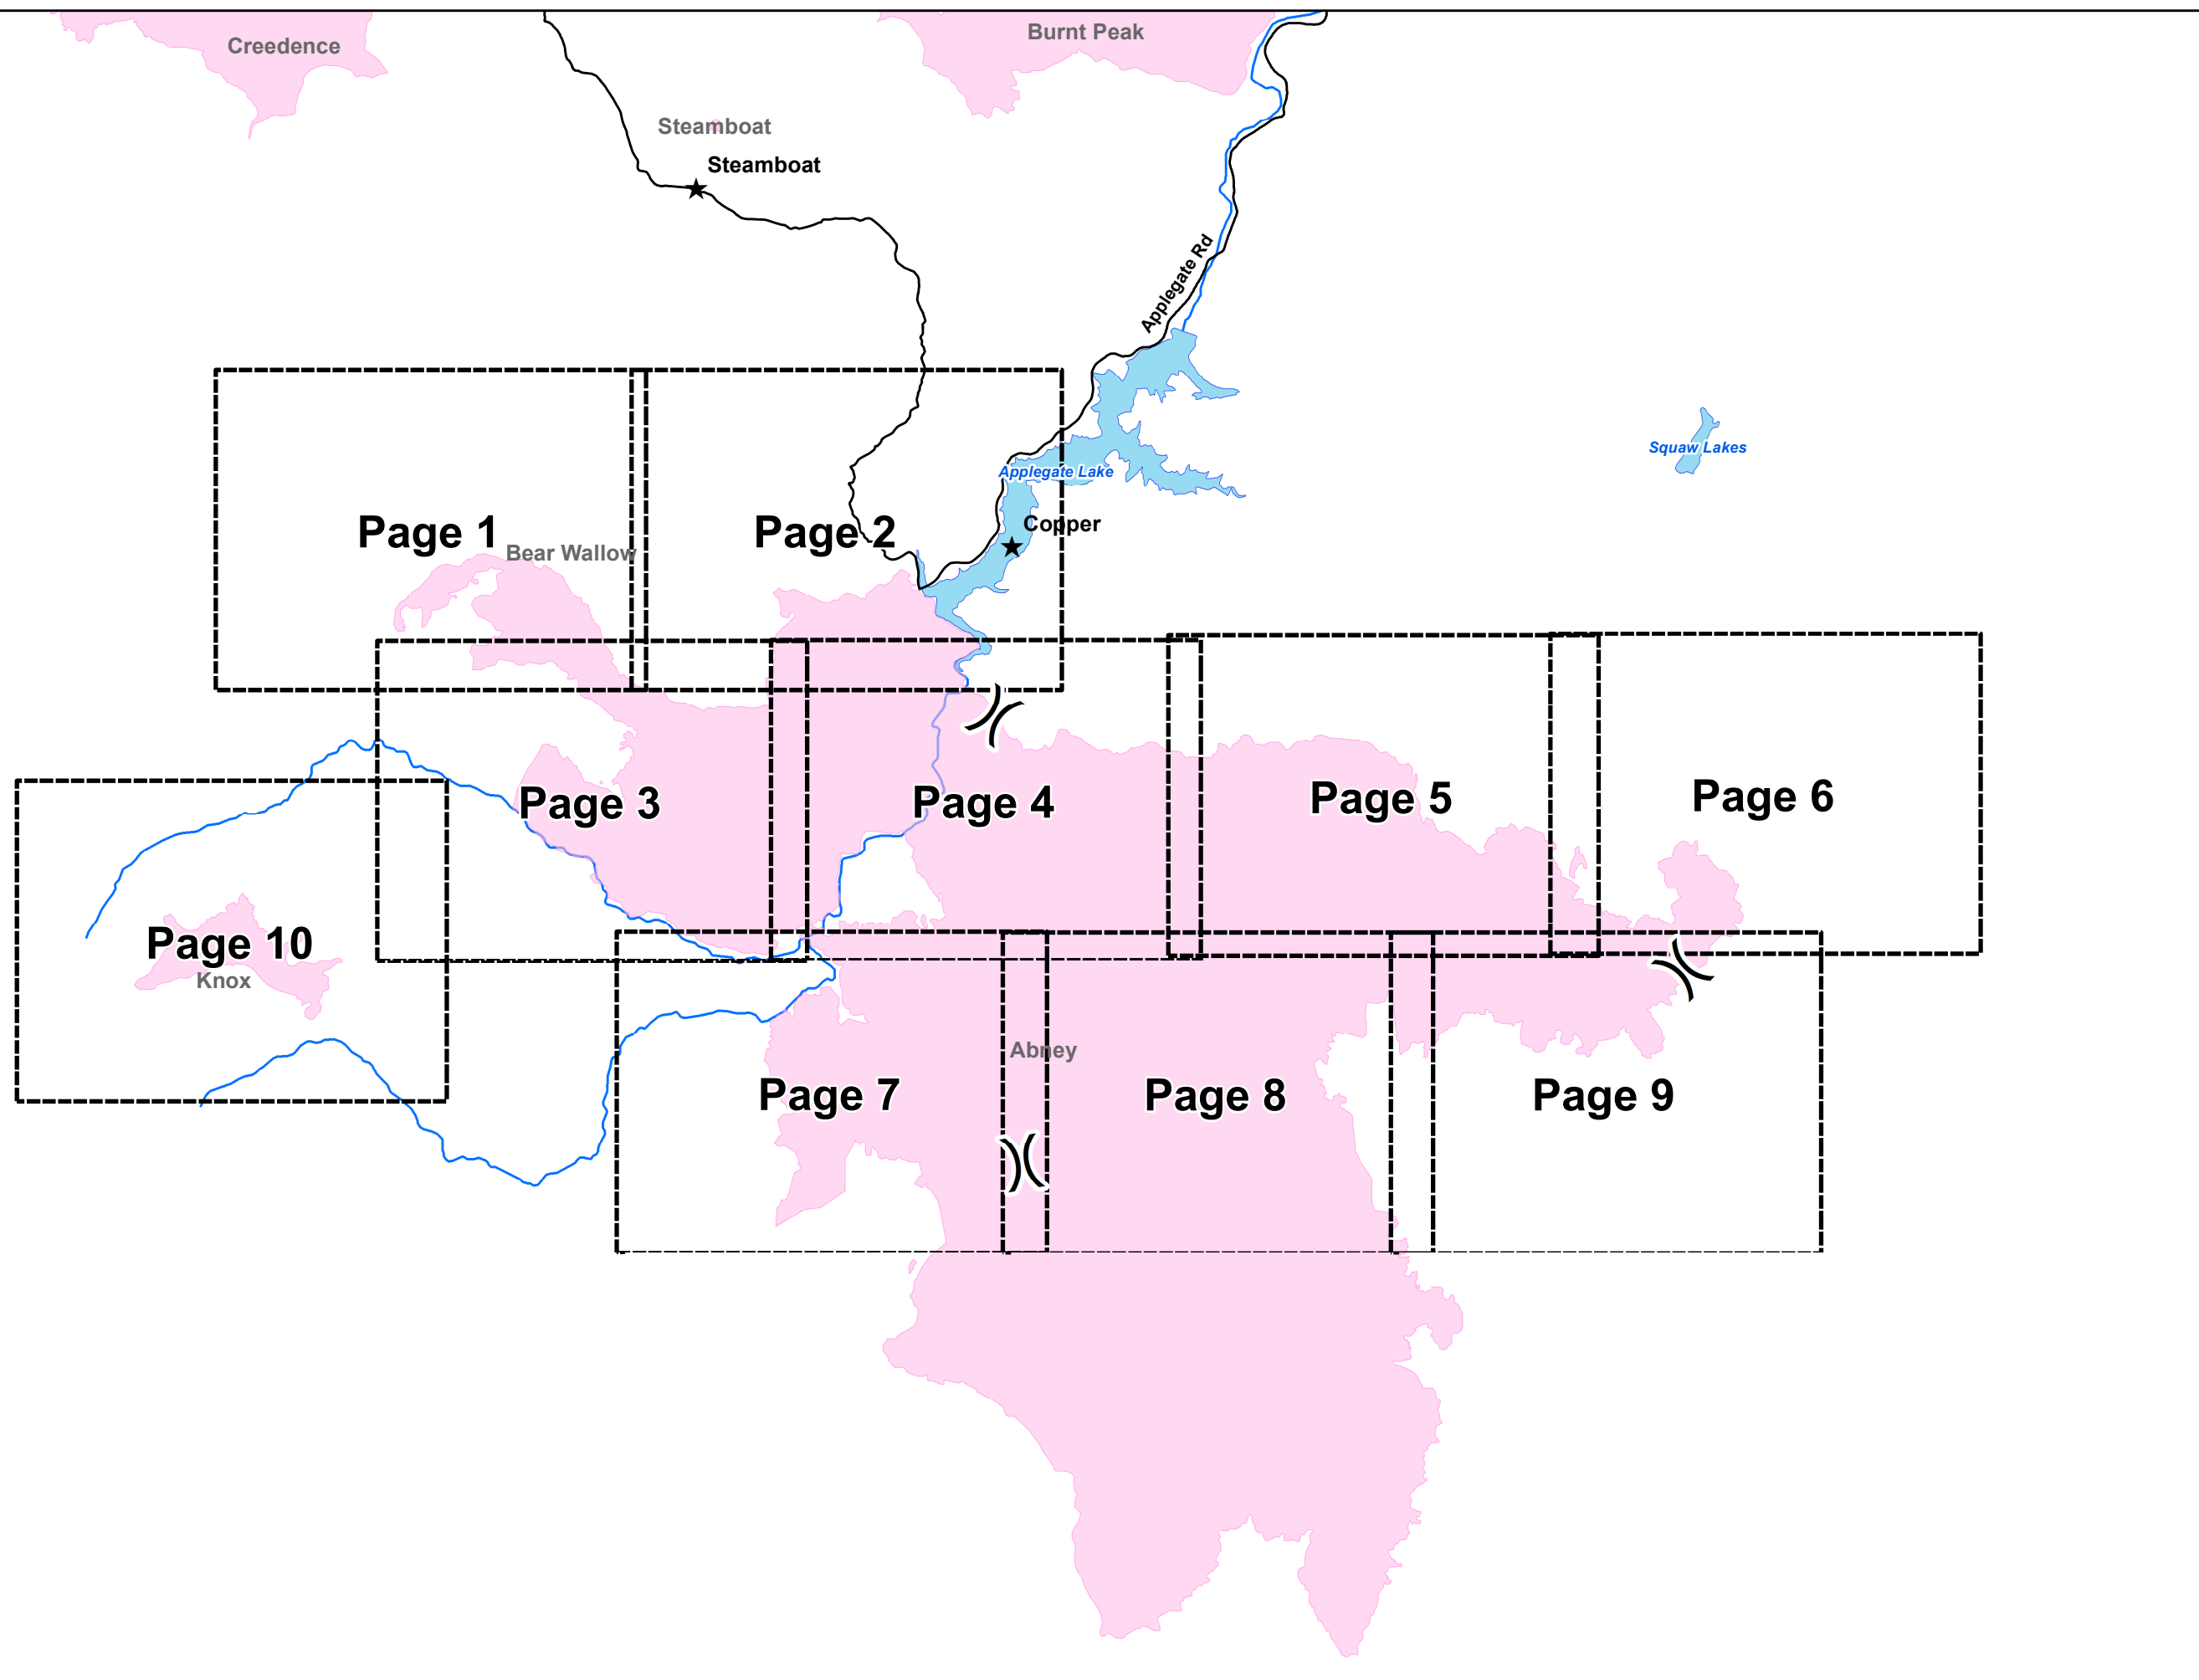 Creedence
Burnt Peak
Steamboat
Steamboat
Applegate Rd
Squaw Lakes
Applegate Lake
Copper
Page 1
Page 2
Bear Wallow
Page 3
Page 4
Page 5
Page 6
Page 10
Knox
Abney
Page 7
Page 8
Page 9